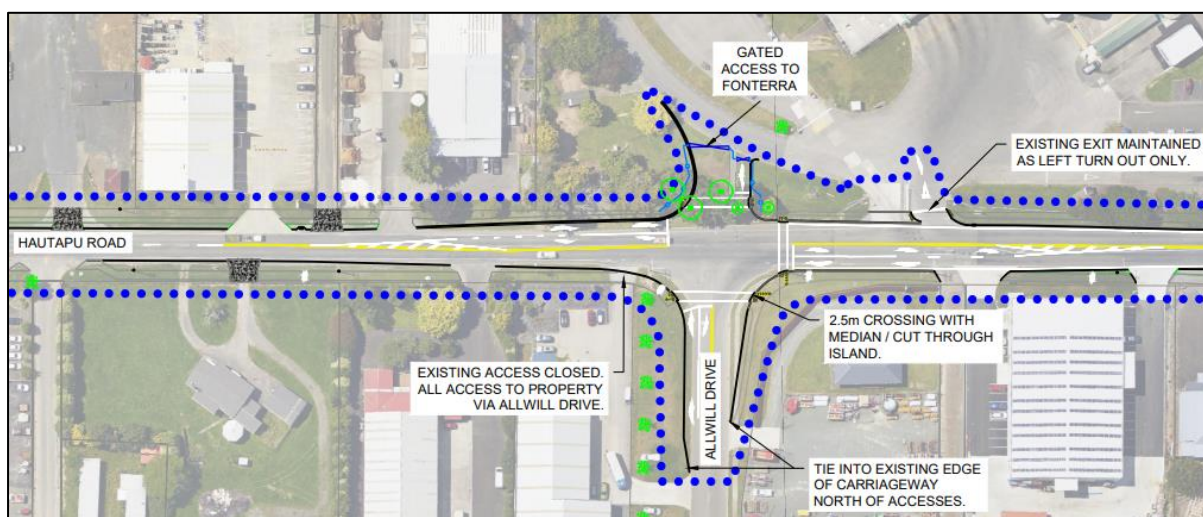 GATED
ACCESS TO
FONTERRA
EXISTING EXIT MAINTAINED
AS LEFT TURN OUT ONLY.
HAUTAPU ROAD
2.5m CROSSING WITH
MEDIAN / CUT THROUGH
ISLAND.
EXISTING ACCESS CLOSED.
ALL ACCESS TO PROPERTY
VIA ALLWILL DRIVE.
ALLWILL DRIVE
TIE INTO EXISTING EDGE
OF CARRIAGEWAY
NORTH OF ACCESSES.